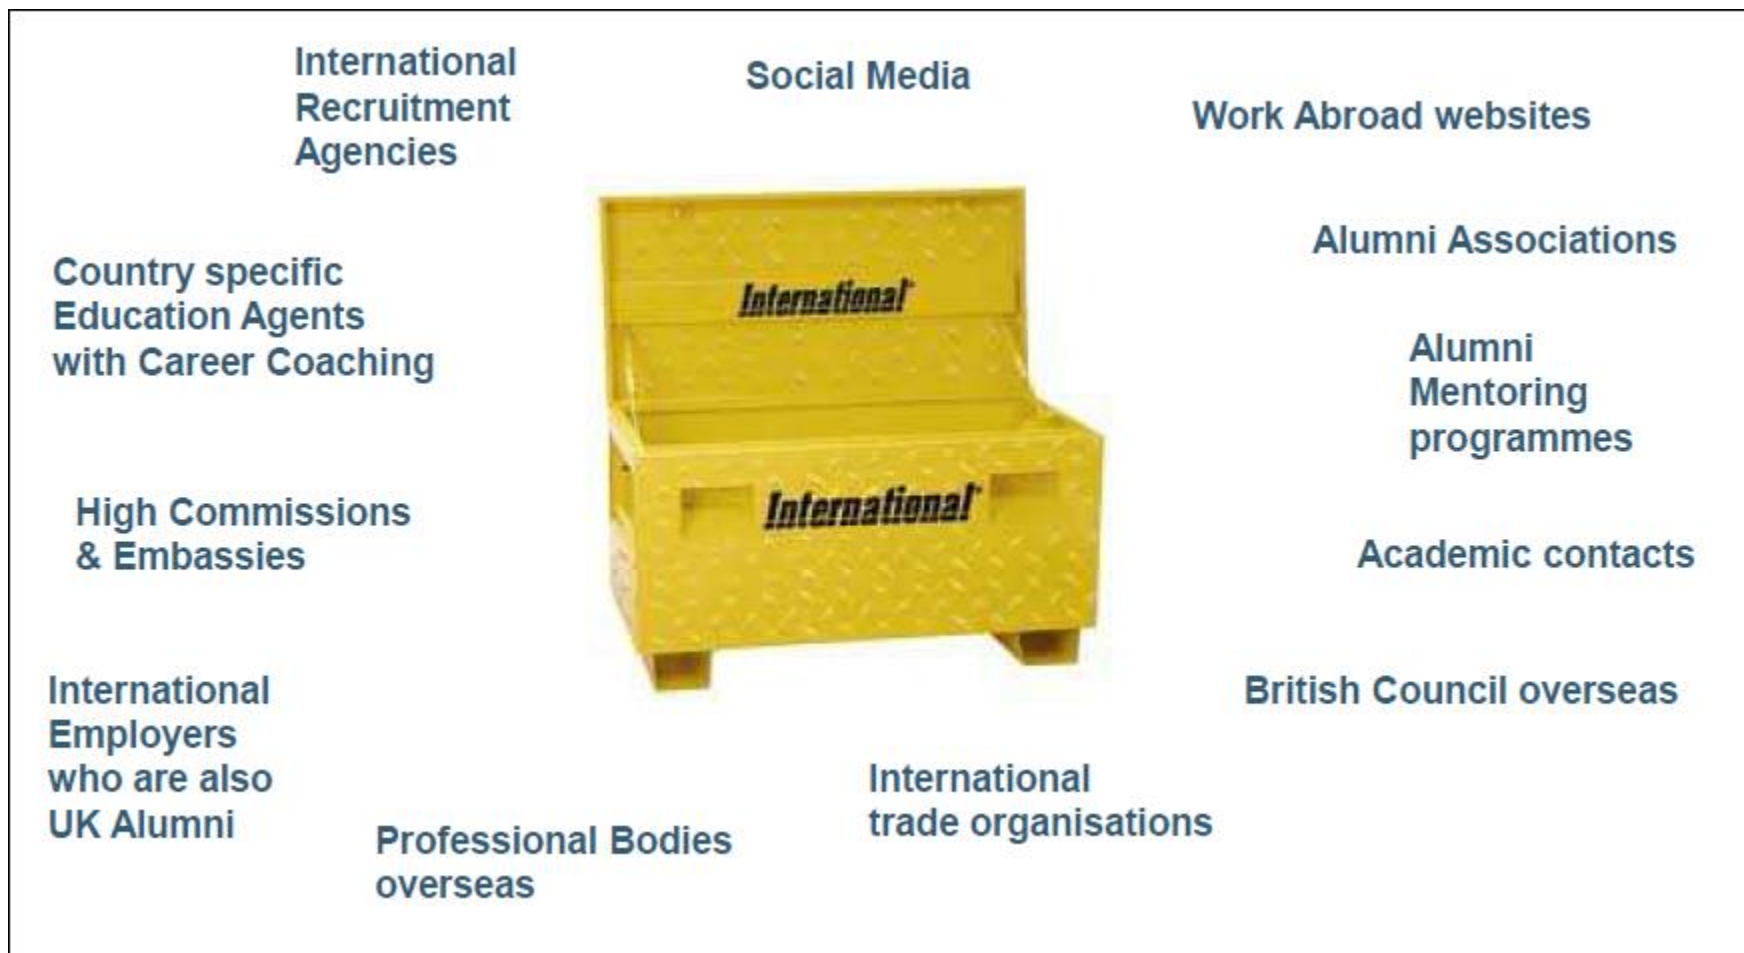 International
Recruitment
Agencies
Social Media
Work Abroad websites
Alumni Associations
Country specific
Education Agents
with Career Coaching
International
Alumni
Mentoring
programmes
High Commissions
& Embassies
International
Academic contacts
International
Employers
who are also
UK Alumni
British Council overseas
International
trade organisations
Professional Bodies
overseas